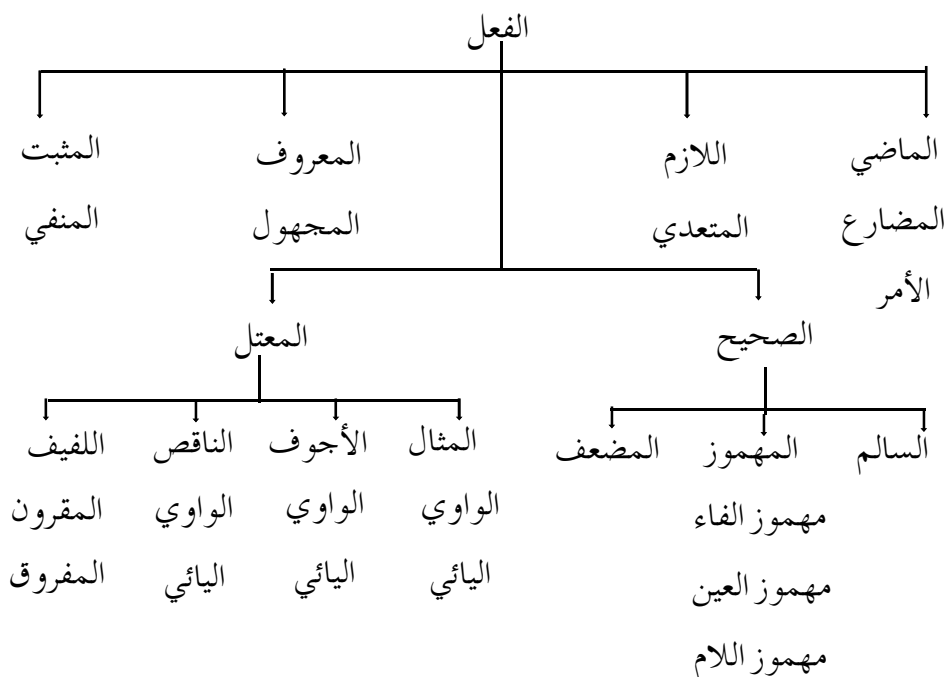 الفعل
الماضي اللازم المعروف المثبت
المضارع المتعدي المجهول المنفي
الأمر
الصحيح المعتل
السالم المهموز المضعف المثال الأجوف الناقص اللفيف
مهموز الفاء الواوي الواوي الواوي المقرون
مهموز العين اليائي اليائي اليائي المفروق
مهموز اللام